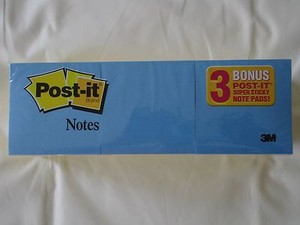 Post-it
Brand
Notes
3
BONUS
POST-IT®
SUPER STICKY
NOTE PADS!
3M